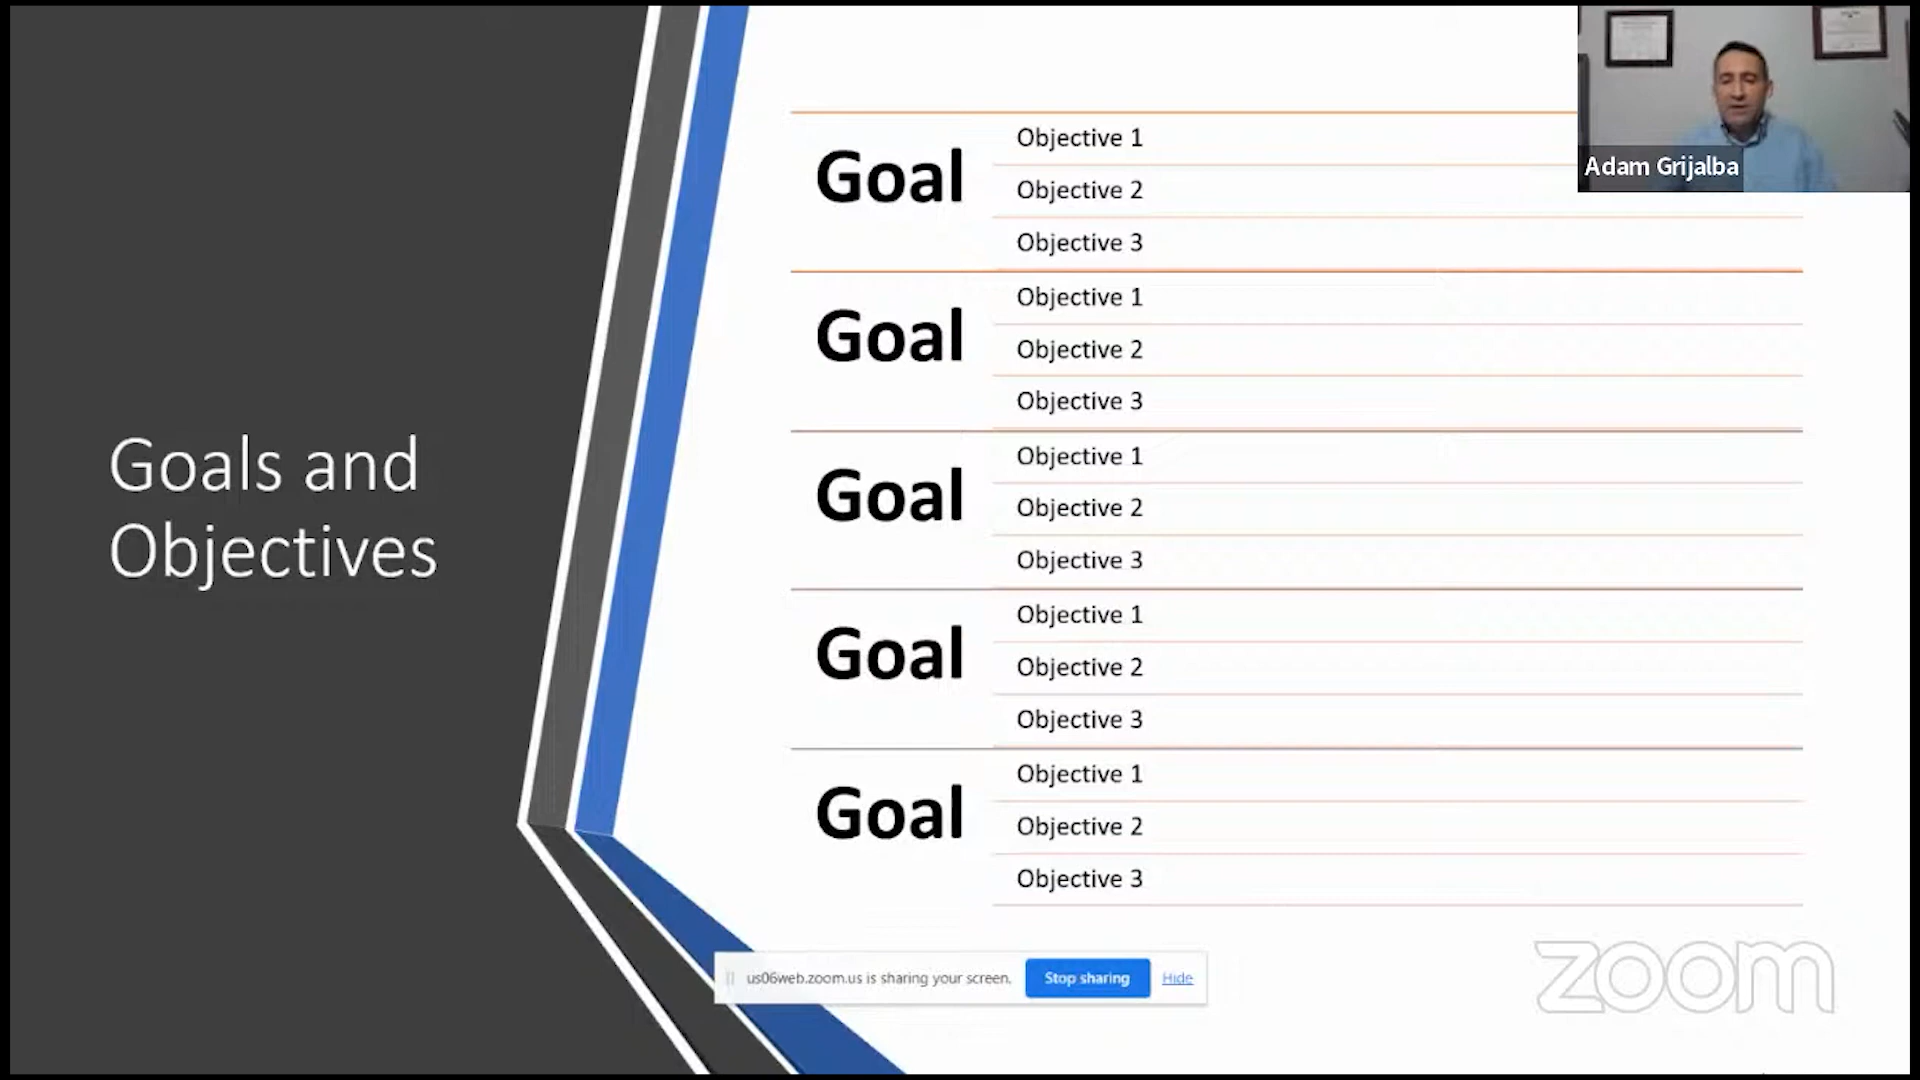 Goals and
Objectives
Goal
Objective 1
Objective 2
Objective 3
Goal
Objective 1
Objective 2
Objective 3
Goal
Objective 1
Objective 2
Objective 3
Goal
Objective 1
Objective 2
Objective 3
Goal
Objective 1
Objective 2
Objective 3
Adam Grijalba
us06web.zoom.us is sharing your screen. Stop sharing Hide
zoom